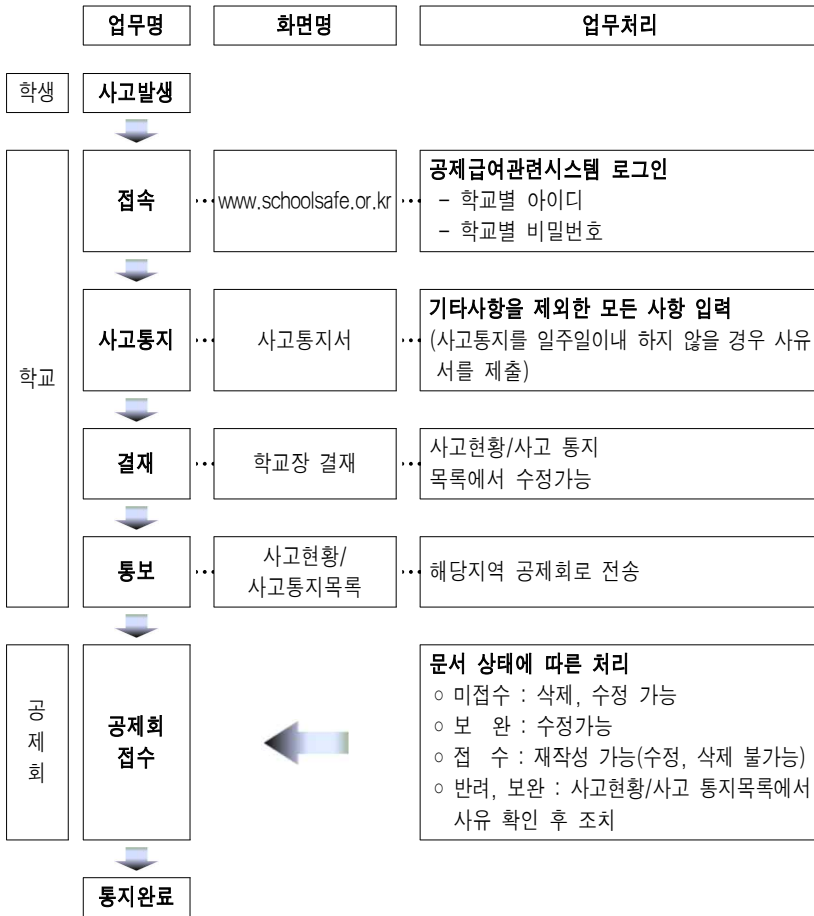 업무명 화면명 업무처리
학생 사고발생
접속 www.schoolsafe.or.kr
공제급여관련시스템 로그인
- 학교별 아이디
- 학교별 비밀번호
학교
사고통지 사고통지서
기타사항을 제외한 모든 사항 입력
(사고통지를 일주일이내 하지 않을 경우 사유
서를 제출)
결재 학교장 결재
사고현황/사고 통지
목록에서 수정가능
통보
사고현황/
사고통지목록
해당지역 공제회로 전송
공
제
회
공제회
접수
문서 상태에 따른 처리
○ 미접수 : 삭제, 수정 가능
○ 보 완 : 수정가능
○ 접 수 : 재작성 가능(수정, 삭제 불가능)
○ 반려, 보완 : 사고현황/사고 통지목록에서
사유 확인 후 조치
통지완료